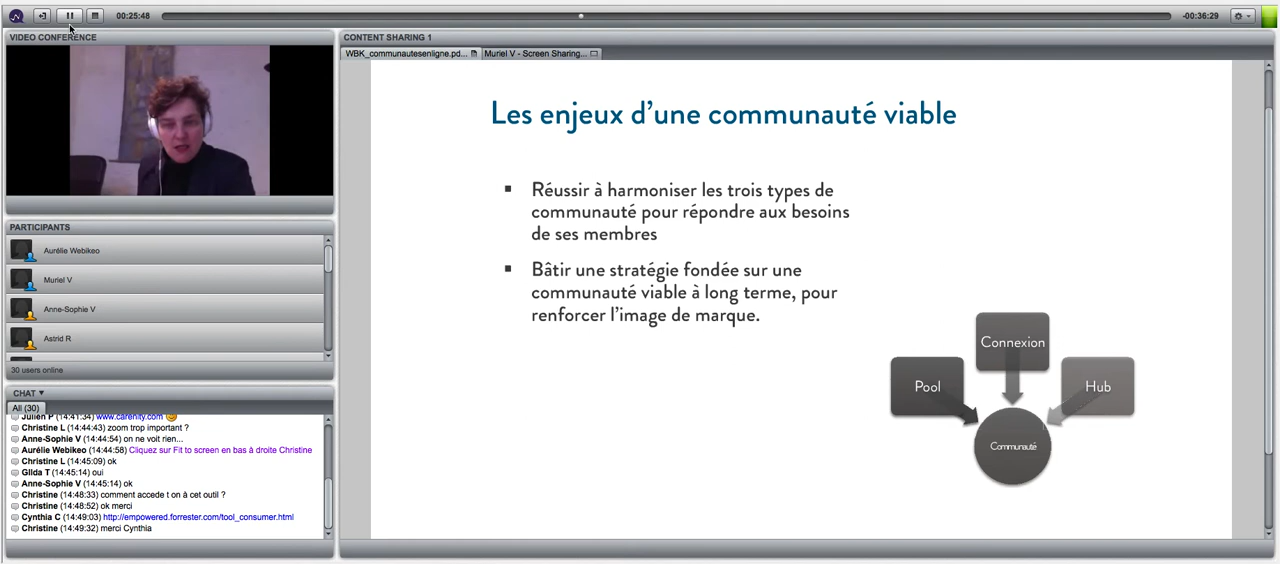 00:25:48
-00:36:29
VIDEO CONFERENCE
PARTICIPANTS
Aurélie Webikeo
Muriel V
Anne-Sophie V
Astrid R
30 users online
CHAT
All (30)
Julien P (14:41:34) www.carenity.com
Christine L (14:44:43) zoom trop important ?
Anne-Sophie V (14:44:54) on ne voit rien...
Aurélie Webikeo (14:44:58) Cliquez sur Fit to screen en bas à droite Christine
Christine L (14:45:09) ok
Gilda T (14:45:14) oui
Anne-Sophie V (14:45:14) ok
Christine (14:48:33) comment accede t on à cet outil ?
Christine (14:48:52) ok merci
Cynthia C (14:49:03) http://empowered.forrester.com/tool_consumer.html
Christine (14:49:32) merci Cynthia
CONTENT SHARING 1
WBK_communautesenligne.pd...
Muriel V - Screen Sharing...
Les enjeux d'une communauté viable
▪ Réussir à harmoniser les trois types de
communauté pour répondre aux besoins
de ses membres
▪ Bâtir une stratégie fondée sur une
communauté viable à long terme, pour
renforcer l'image de marque.
Connexion
Pool
Hub
Communauté